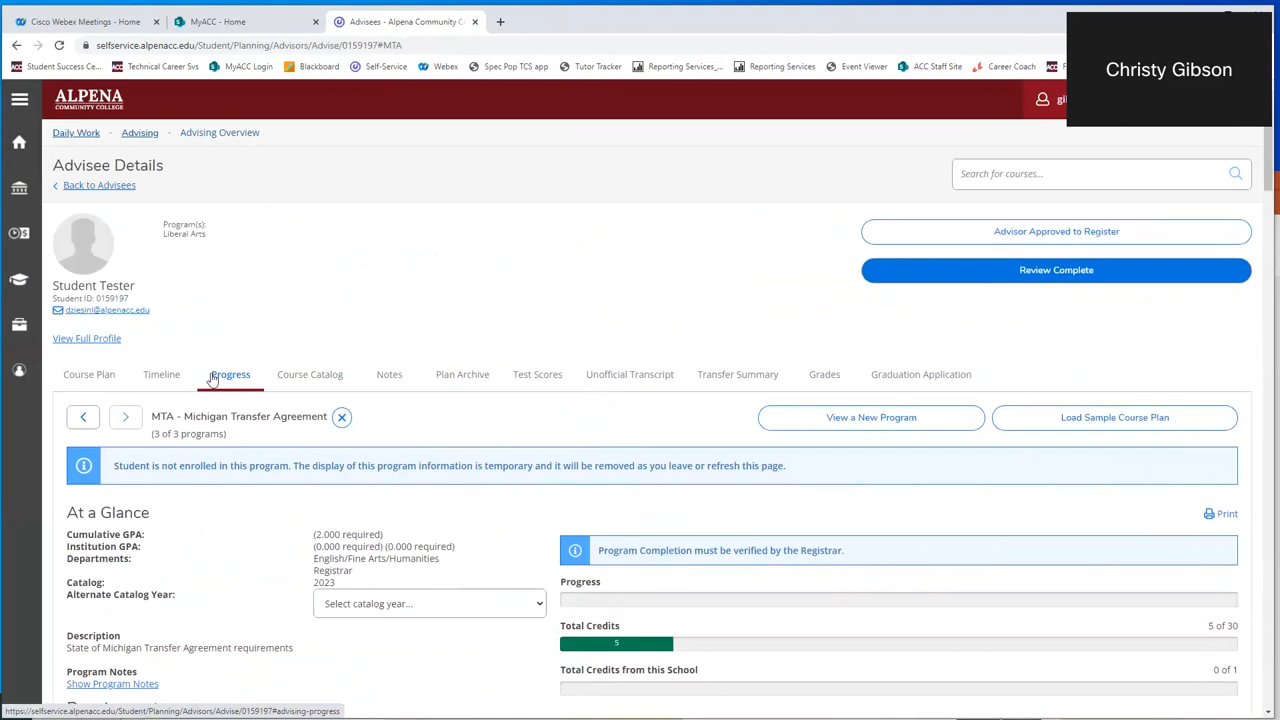 Cisco Webex Meetings - Home
MyACC - Home
Advisees - Alpena Community C
selfservice.alpenacc.edu/Student/Planning/Advisors/Advise/0159197#MTA
Student Success Ce...
Technical Career Svs
MyACC Login
Blackboard
Self-Service
Webex
Spec Pop TCS app
Tutor Tracker
Reporting Services_...
Reporting Services
Event Viewer
ACC Staff Site
Career Coach
Christy Gibson
ALPENA
COMMUNITY COLLEGE
Daily Work · Advising · Advising Overview
Advisee Details
Back to Advisees
Search for courses...
Program(s):
Liberal Arts
Advisor Approved to Register
Review Complete
Student Tester
Student ID: 0159197
dziesinl@alpenacc.edu
View Full Profile
Course Plan
Timeline
Progress
Course Catalog
Notes
Plan Archive
Test Scores
Unofficial Transcript
Transfer Summary
Grades
Graduation Application
MTA - Michigan Transfer Agreement
(3 of 3 programs)
View a New Program
Load Sample Course Plan
Student is not enrolled in this program. The display of this program information is temporary and it will be removed as you leave or refresh this page.
At a Glance
Print
Cumulative GPA: (2.000 required)
Institution GPA: (0.000 required) (0.000 required)
Departments: English/Fine Arts/Humanities
Registrar
Catalog: 2023
Alternate Catalog Year:
Select catalog year...
Description
State of Michigan Transfer Agreement requirements
Program Notes
Show Program Notes
Program Completion must be verified by the Registrar.
Progress
Total Credits 5 of 30
5
Total Credits from this School 0 of 1
https://selfservice.alpenacc.edu/Student/Planning/Advisors/Advise/0159197#advising-progress